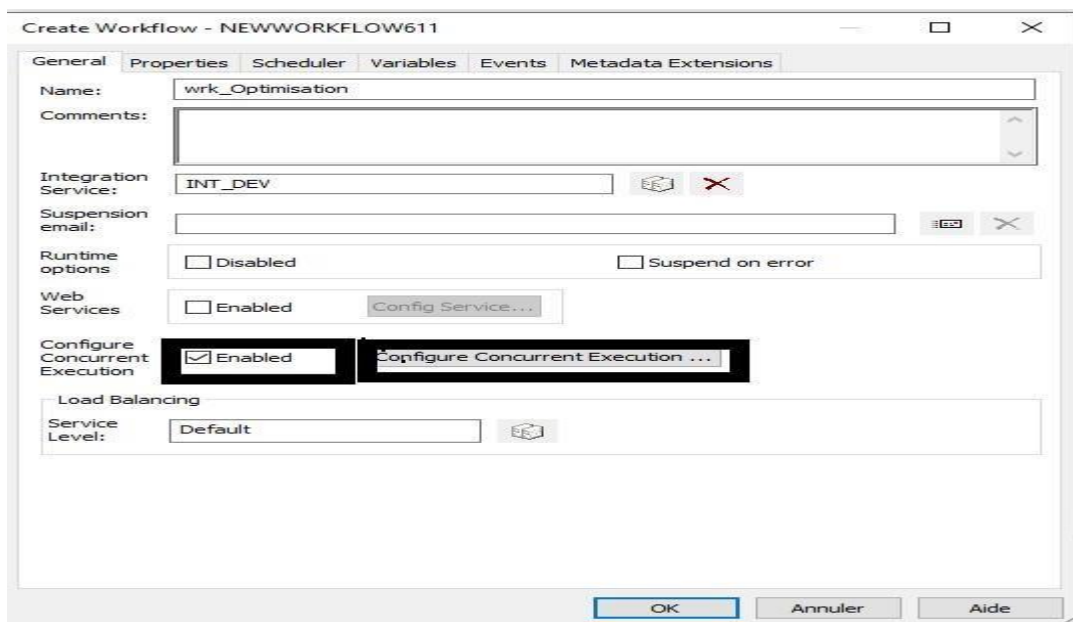 Create Workflow - NEWWORKFLOW611
General Properties Scheduler Variables Events Metadata Extensions
Name: wrk_Optimisation
Comments:
Integration
Service: INT_DEV
Suspension
email:
Runtime
options Disabled Suspend on error
Web
Services Enabled Config Service...
Configure
Concurrent
Execution Enabled Configure Concurrent Execution ...
Load Balancing
Service
Level: Default
OK Annuler Aide